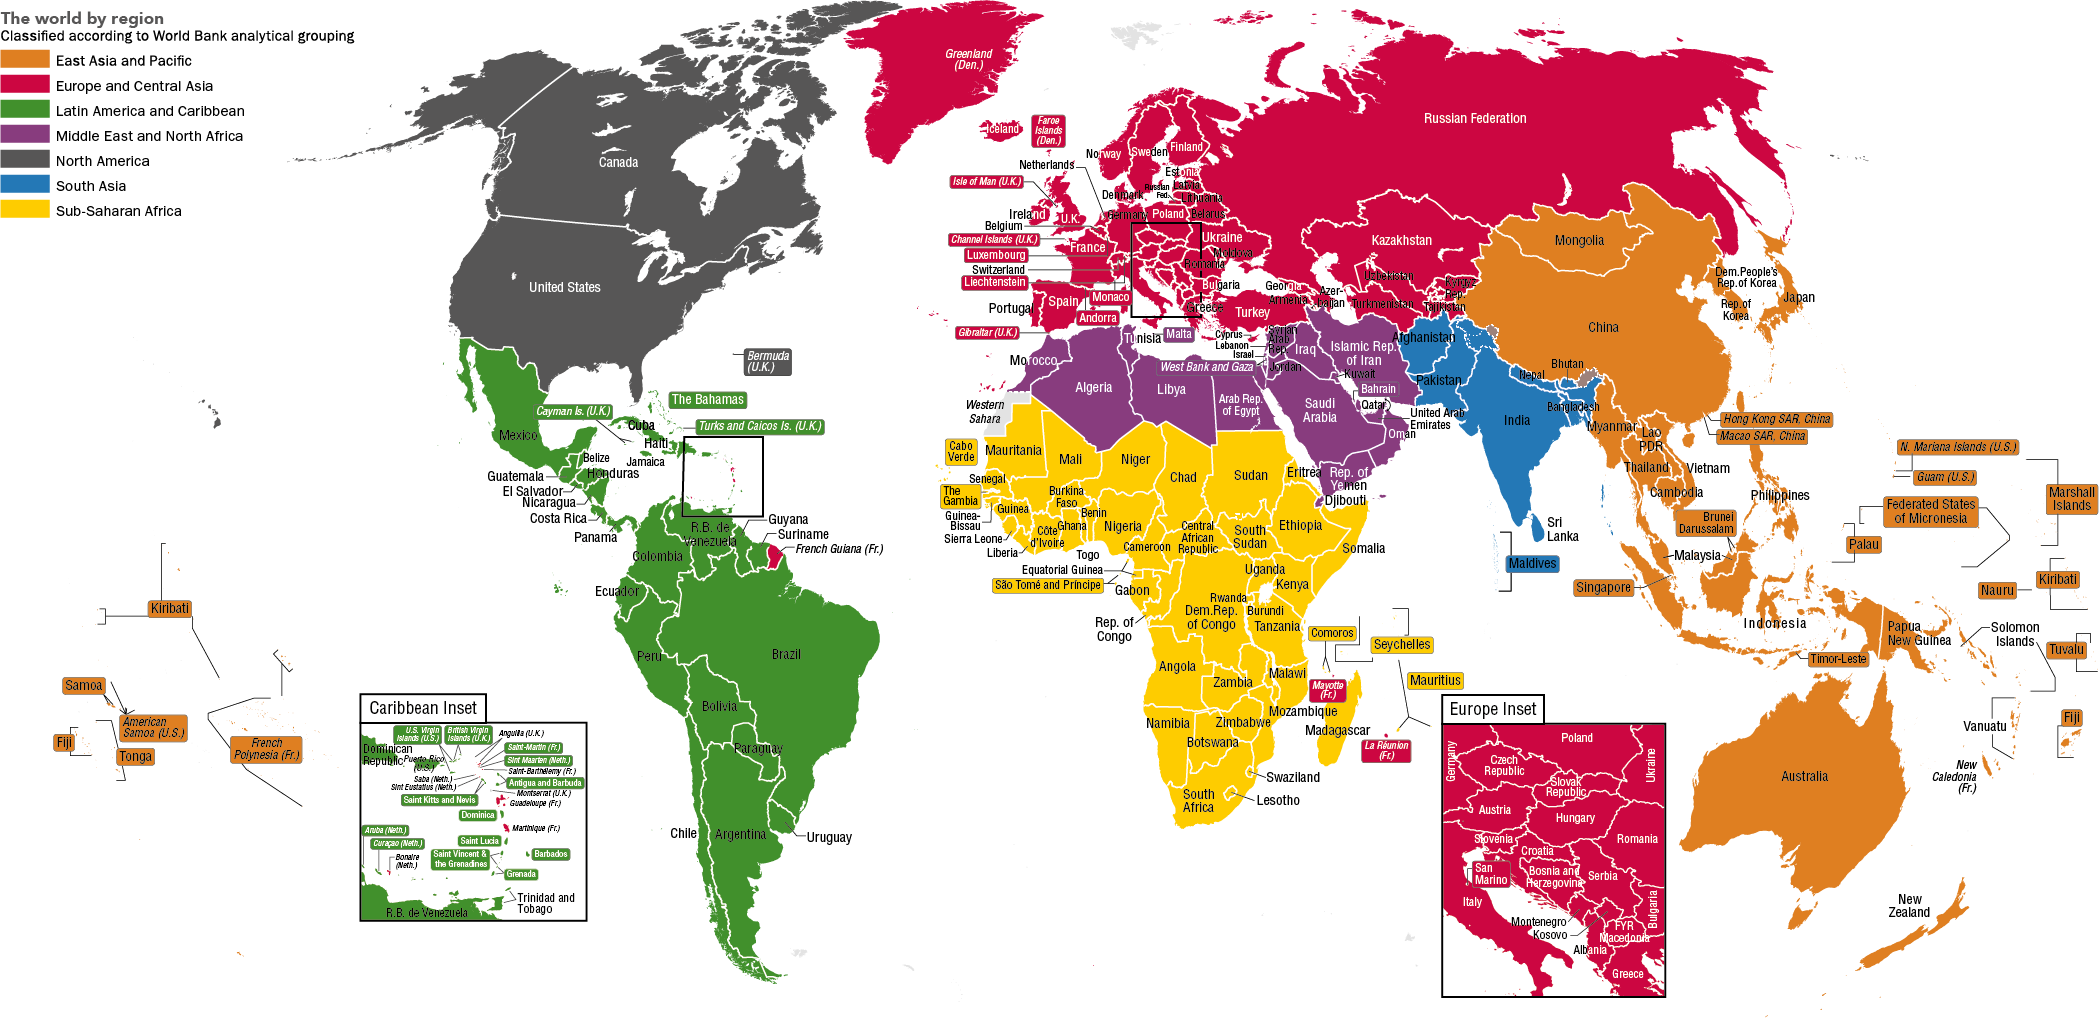 The world by region
Classified according to World Bank analytical grouping
East Asia and Pacific
Europe and Central Asia
Latin America and Caribbean
Middle East and North Africa
North America
South Asia
Sub-Saharan Africa
Greenland
(Den.)
Iceland
Faroe
Islands
(Den.)
Russian Federation
Canada
United States
Bermuda
(U.K.)
Norway
Sweden
Finland
Netherlands
Estonia
Isle of Man (U.K.)
Denmark
Russian
Fed.
Latvia
Lithuania
Ireland
U.K.
Germany
Poland
Belarus
Belgium
Channel Islands (U.K.)
France
Ukraine
Luxembourg
Moldova
Switzerland
Romania
Liechtenstein
Bulgaria
Portugal
Spain
Monaco
Andorra
Greece
Gibraltar (U.K.)
Malta
Turkey
Georgia
Armenia
Azer-
baijan
Kazakhstan
Uzbekistan
Kyrgyz
Rep.
Turkmenistan
Tajikistan
Mongolia
China
Dem.People's
Rep.of Korea
Rep.of
Korea
Japan
Cyprus
Lebanon
Israel
West Bank and Gaza
Syrian
Arab
Rep.
Jordan
Iraq
Islamic Rep.
of Iran
Kuwait
Bahrain
Qatar
United Arab
Emirates
Saudi
Arabia
Oman
Rep. of
Yemen
Tunisia
Morocco
Algeria
Libya
Arab Rep.
of Egypt
Western
Sahara
Afghanistan
Pakistan
Nepal
Bhutan
Bangladesh
India
Sri
Lanka
Maldives
Myanmar
Lao
PDR
Thailand
Vietnam
Cambodia
Philippines
Hong Kong SAR, China
Macao SAR, China
Brunei
Darussalam
Malaysia
Singapore
Indonesia
Timor-Leste
Papua
New Guinea
Solomon
Islands
N. Mariana Islands (U.S.)
Guam (U.S.)
Federated States
of Micronesia
Marshall
Islands
Palau
Nauru
Kiribati
Tuvalu
Fiji
Vanuatu
New
Caledonia
(Fr.)
Australia
New
Zealand
Kiribati
Samoa
American
Samoa (U.S.)
Fiji
Tonga
French
Polynesia (Fr.)
Cayman Is. (U.K.)
The Bahamas
Turks and Caicos Is. (U.K.)
Mexico
Cuba
Haiti
Jamaica
Belize
Guatemala
Honduras
El Salvador
Nicaragua
Costa Rica
Panama
R.B. de
Venezuela
Guyana
Suriname
French Guiana (Fr.)
Colombia
Ecuador
Peru
Brazil
Bolivia
Paraguay
Chile
Argentina
Uruguay
Cabo
Verde
Mauritania
Mali
Niger
Chad
Sudan
Eritrea
Senegal
The
Gambia
Guinea-
Bissau
Guinea
Sierra Leone
Liberia
Burkina
Faso
Côte
d'Ivoire
Ghana
Togo
Benin
Nigeria
Cameroon
Central
African
Republic
South
Sudan
Ethiopia
Djibouti
Somalia
Equatorial Guinea
São Tomé and Príncipe
Gabon
Uganda
Kenya
Rwanda
Burundi
Dem.Rep.
of Congo
Rep. of
Congo
Tanzania
Comoros
Seychelles
Angola
Zambia
Malawi
Mayotte
(Fr.)
Mauritius
Mozambique
Madagascar
Namibia
Zimbabwe
Botswana
La Réunion
(Fr.)
Swaziland
Lesotho
South
Africa
Caribbean Inset
Dominican
Republic
Puerto Rico
(U.S.)
U.S. Virgin
Islands (U.S.)
British Virgin
Islands (U.K.)
Anguilla (U.K.)
Saint-Martin (Fr.)
Sint Maarten (Neth.)
Saint-Barthélemy (Fr.)
Saba (Neth.)
Sint Eustatius (Neth.)
Antigua and Barbuda
Saint Kitts and Nevis
Montserrat (U.K.)
Guadeloupe (Fr.)
Dominica
Martinique (Fr.)
Aruba (Neth.)
Curaçao (Neth.)
Saint Lucia
Bonaire
(Neth.)
Saint Vincent &
the Grenadines
Barbados
Grenada
Trinidad and
Tobago
R.B. de Venezuela
Europe Inset
Germany
Poland
Czech
Republic
Ukraine
Slovak
Republic
Austria
Hungary
Slovenia
Romania
Croatia
San
Marino
Bosnia and
Herzegovina
Serbia
Italy
Montenegro
Kosovo
Bulgaria
FYR
Macedonia
Albania
Greece